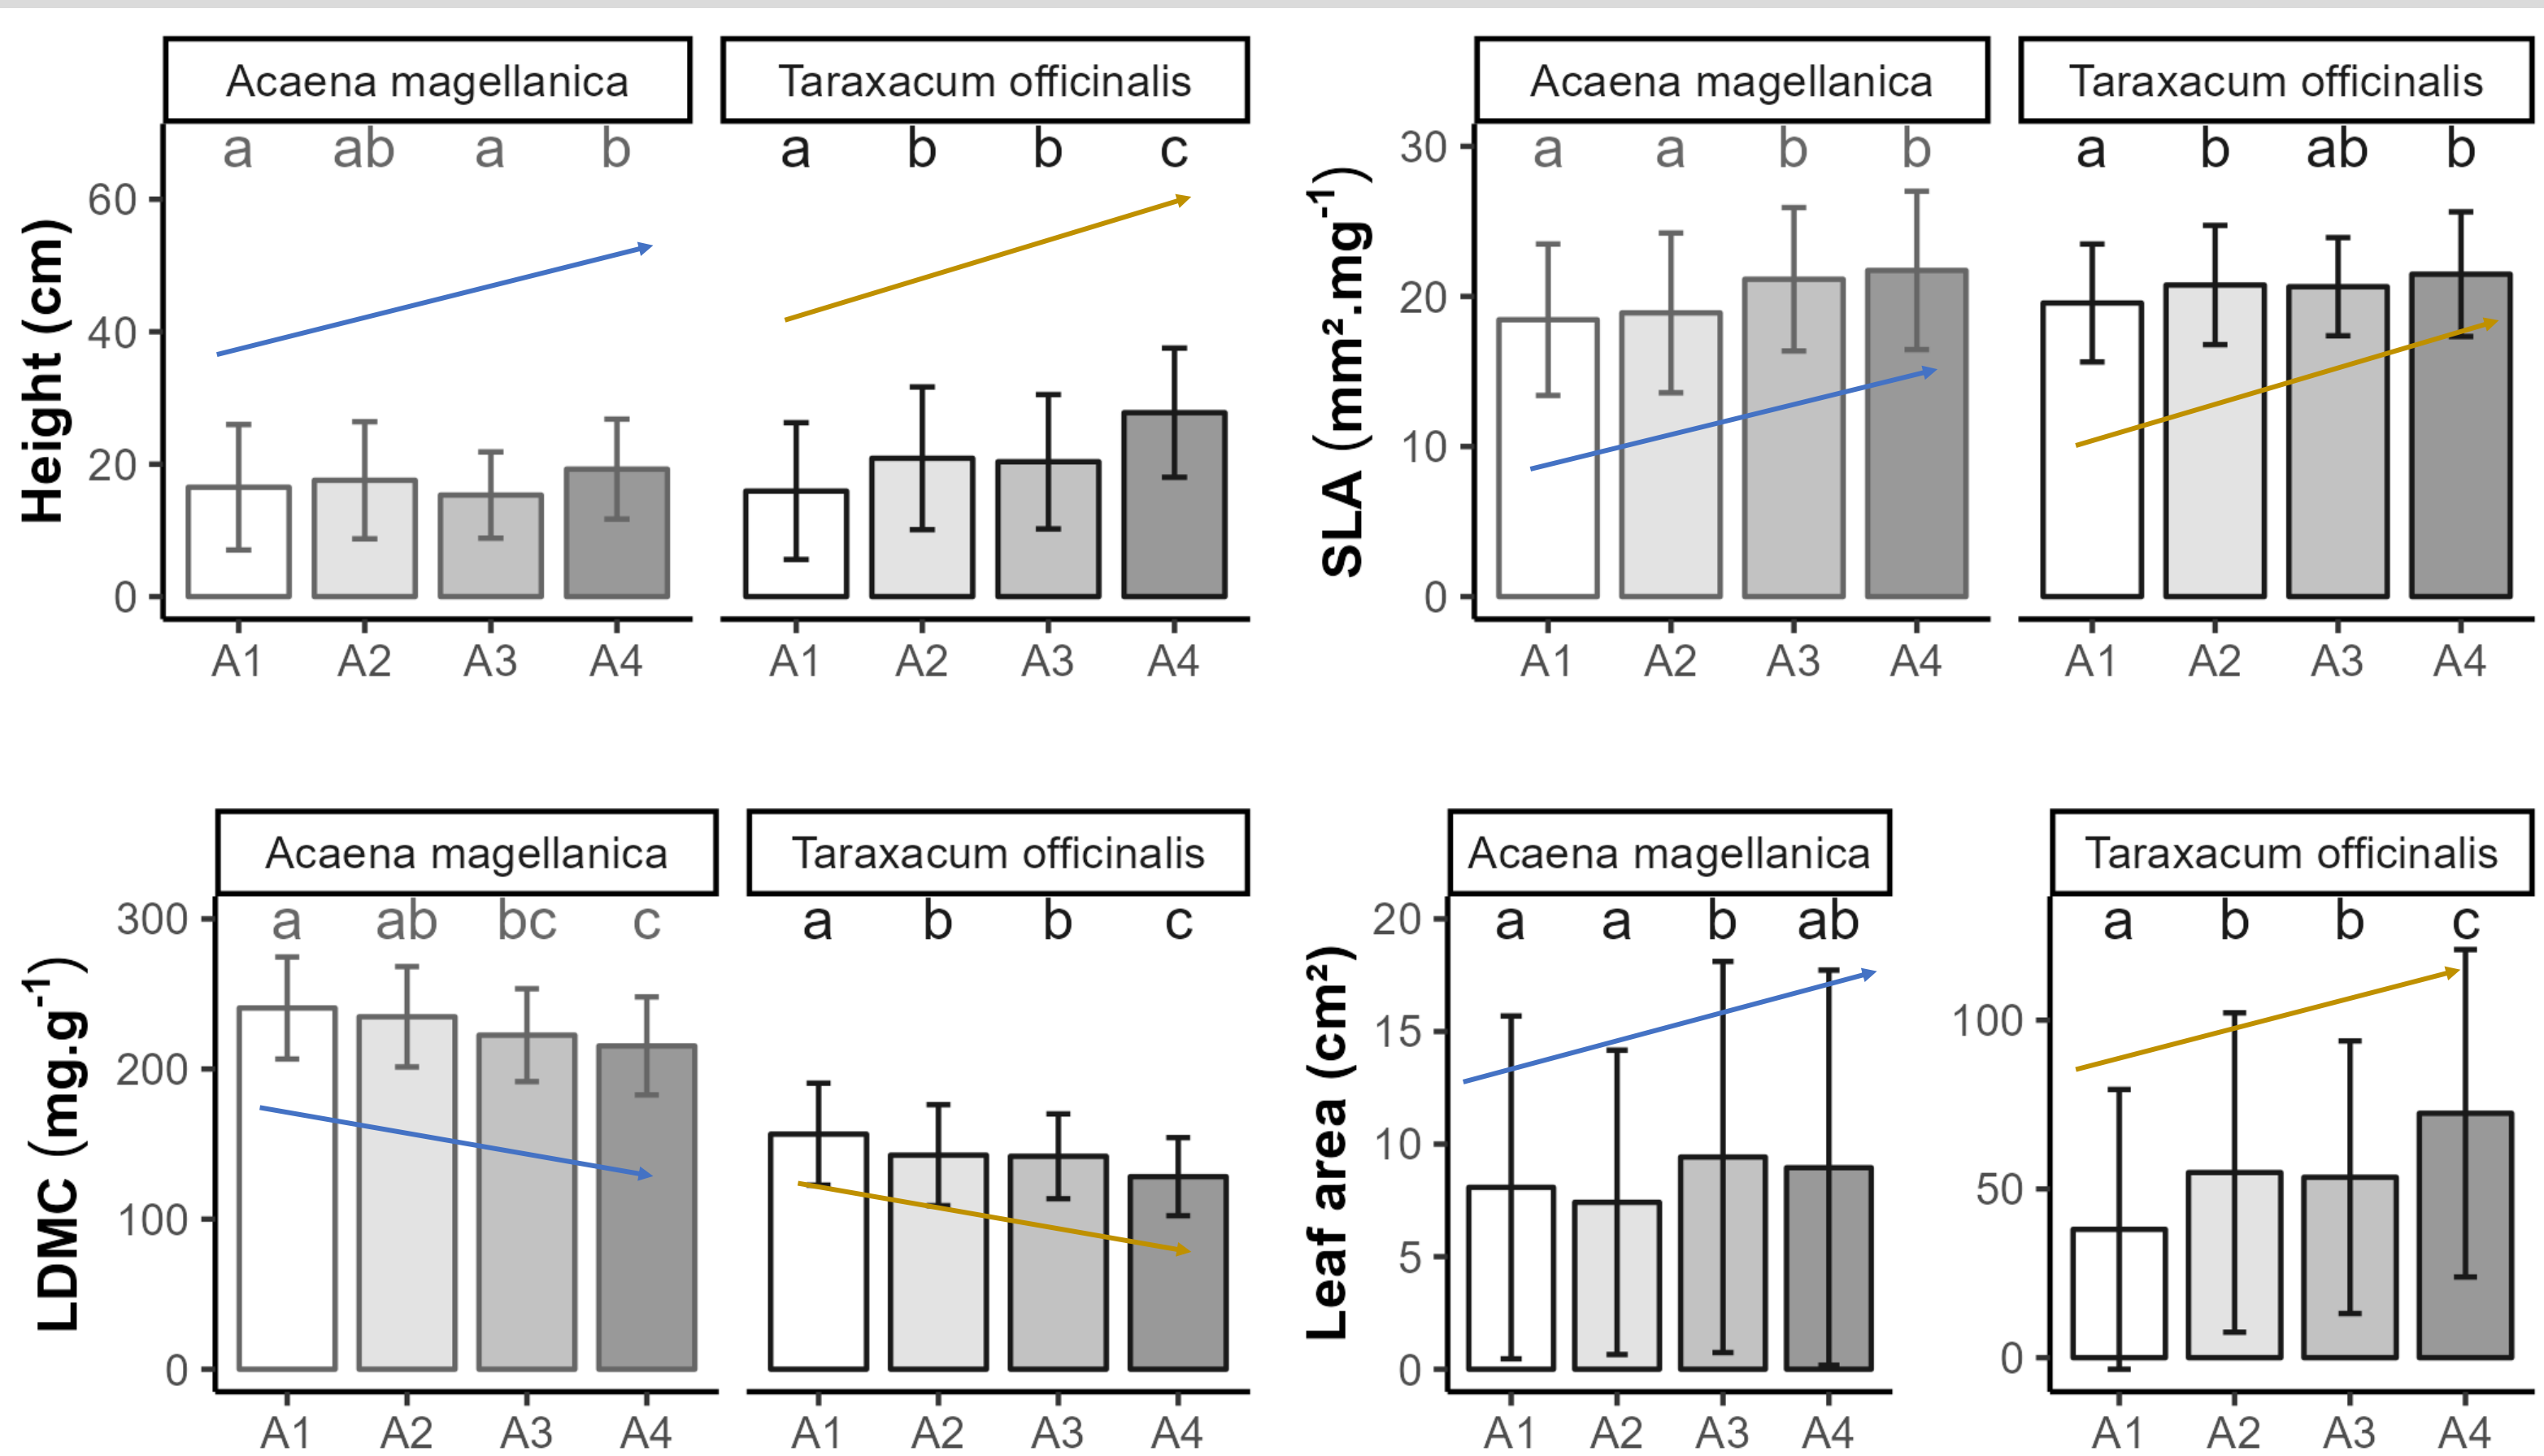 Acaena magellanica
Taraxacum officinalis
a ab a b
a b b c
Height (cm)
60
40
20
0
A1 A2 A3 A4
A1 A2 A3 A4
Acaena magellanica
Taraxacum officinalis
a a b b
a b ab b
SLA (mm².mg⁻¹)
30
20
10
0
A1 A2 A3 A4
A1 A2 A3 A4
Acaena magellanica
Taraxacum officinalis
a ab bc c
a b b c
LDMC (mg.g⁻¹)
300
200
100
0
A1 A2 A3 A4
A1 A2 A3 A4
Acaena magellanica
a a b ab
Leaf area (cm²)
20
15
10
5
0
A1 A2 A3 A4
Taraxacum officinalis
a b b c
100
50
0
A1 A2 A3 A4